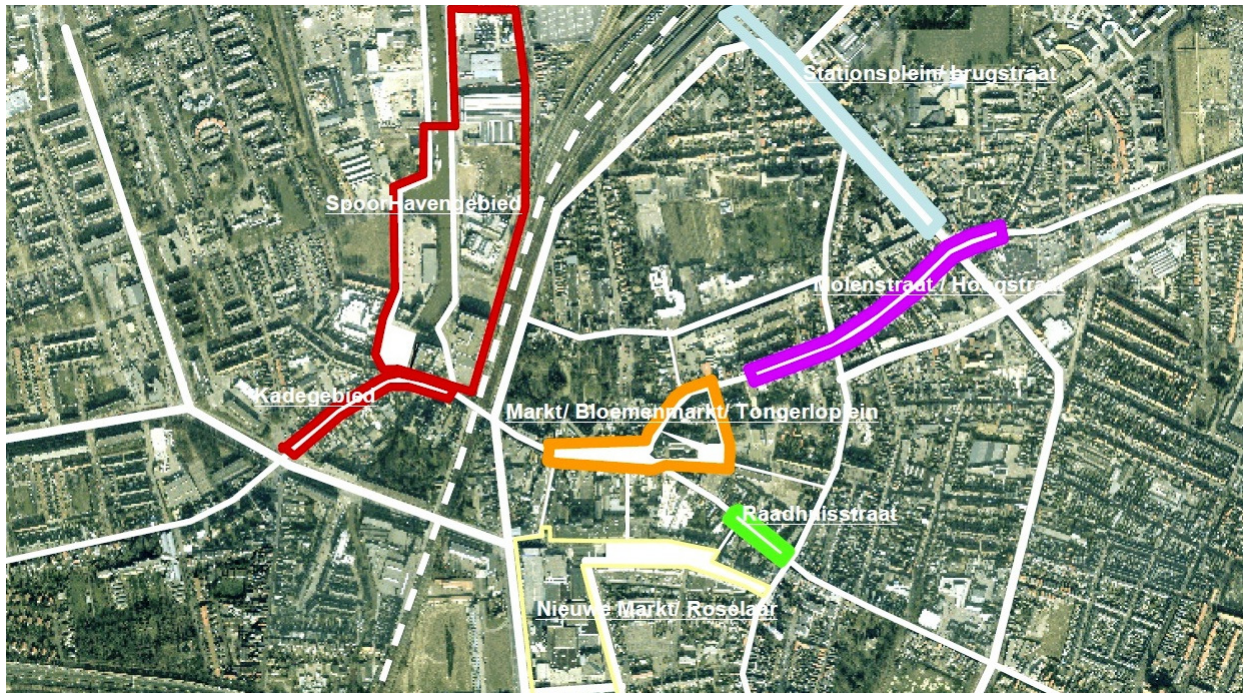 Stationsplein/ brugstraat
SpoorHavengebied
Molenstraat / Hoogstraat
Kadegebied
Markt/ Bloemenmarkt/ Tongerloplein
Raadhuisstraat
Nieuwe Markt/ Roselaar